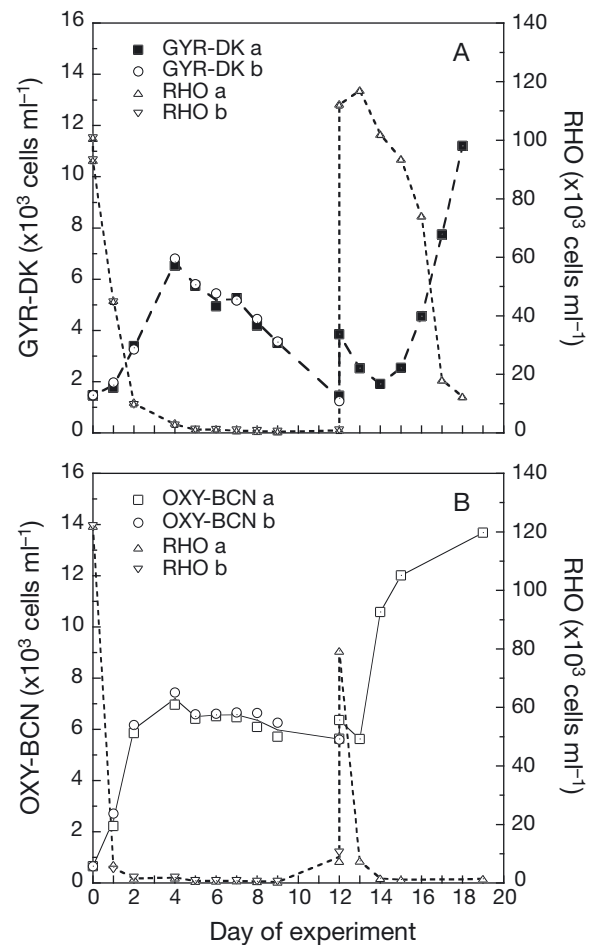 16
14
12
10
8
6
4
2
0
GYR-DK (x10³ cells ml⁻¹)
GYR-DK a
GYR-DK b
RHO a
RHO b
A
140
120
100
80
60
40
20
0
RHO (x10³ cells ml⁻¹)
16
14
12
10
8
6
4
2
0
OXY-BCN (x10³ cells ml⁻¹)
OXY-BCN a
OXY-BCN b
RHO a
RHO b
B
140
120
100
80
60
40
20
0
RHO (x10³ cells ml⁻¹)
0 2 4 6 8 10 12 14 16 18 20
Day of experiment